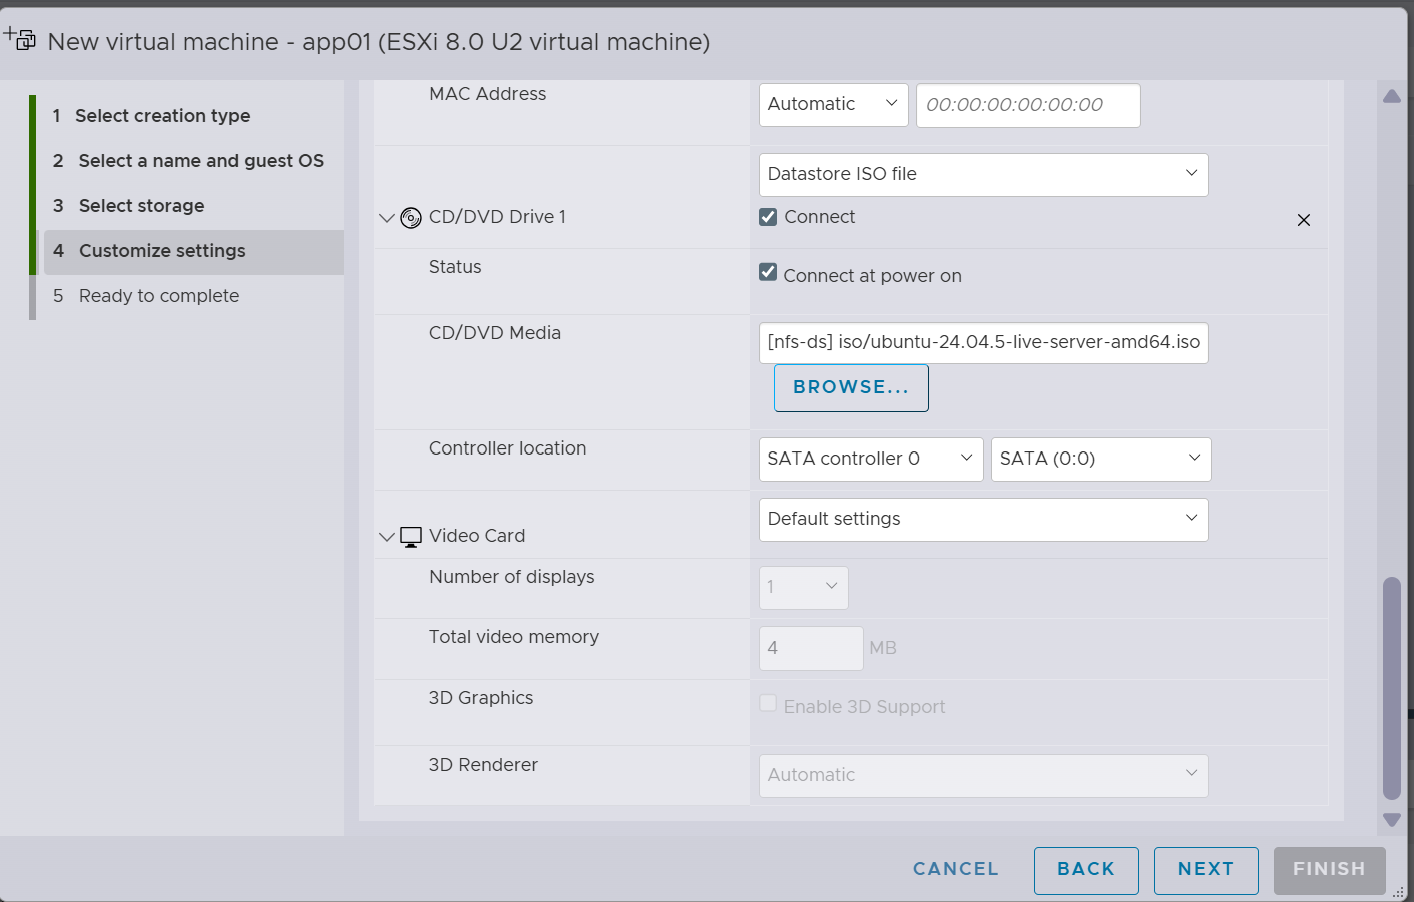 New virtual machine - app01 (ESXi 8.0 U2 virtual machine)
1 Select creation type
2 Select a name and guest OS
3 Select storage
4 Customize settings
5 Ready to complete
MAC Address
Automatic
00:00:00:00:00:00
Datastore ISO file
CD/DVD Drive 1
Connect
Status
Connect at power on
CD/DVD Media
[nfs-ds] iso/ubuntu-24.04.5-live-server-amd64.iso
BROWSE...
Controller location
SATA controller 0
SATA (0:0)
Video Card
Default settings
Number of displays
1
Total video memory
4 MB
3D Graphics
Enable 3D Support
3D Renderer
Automatic
CANCEL
BACK
NEXT
FINISH